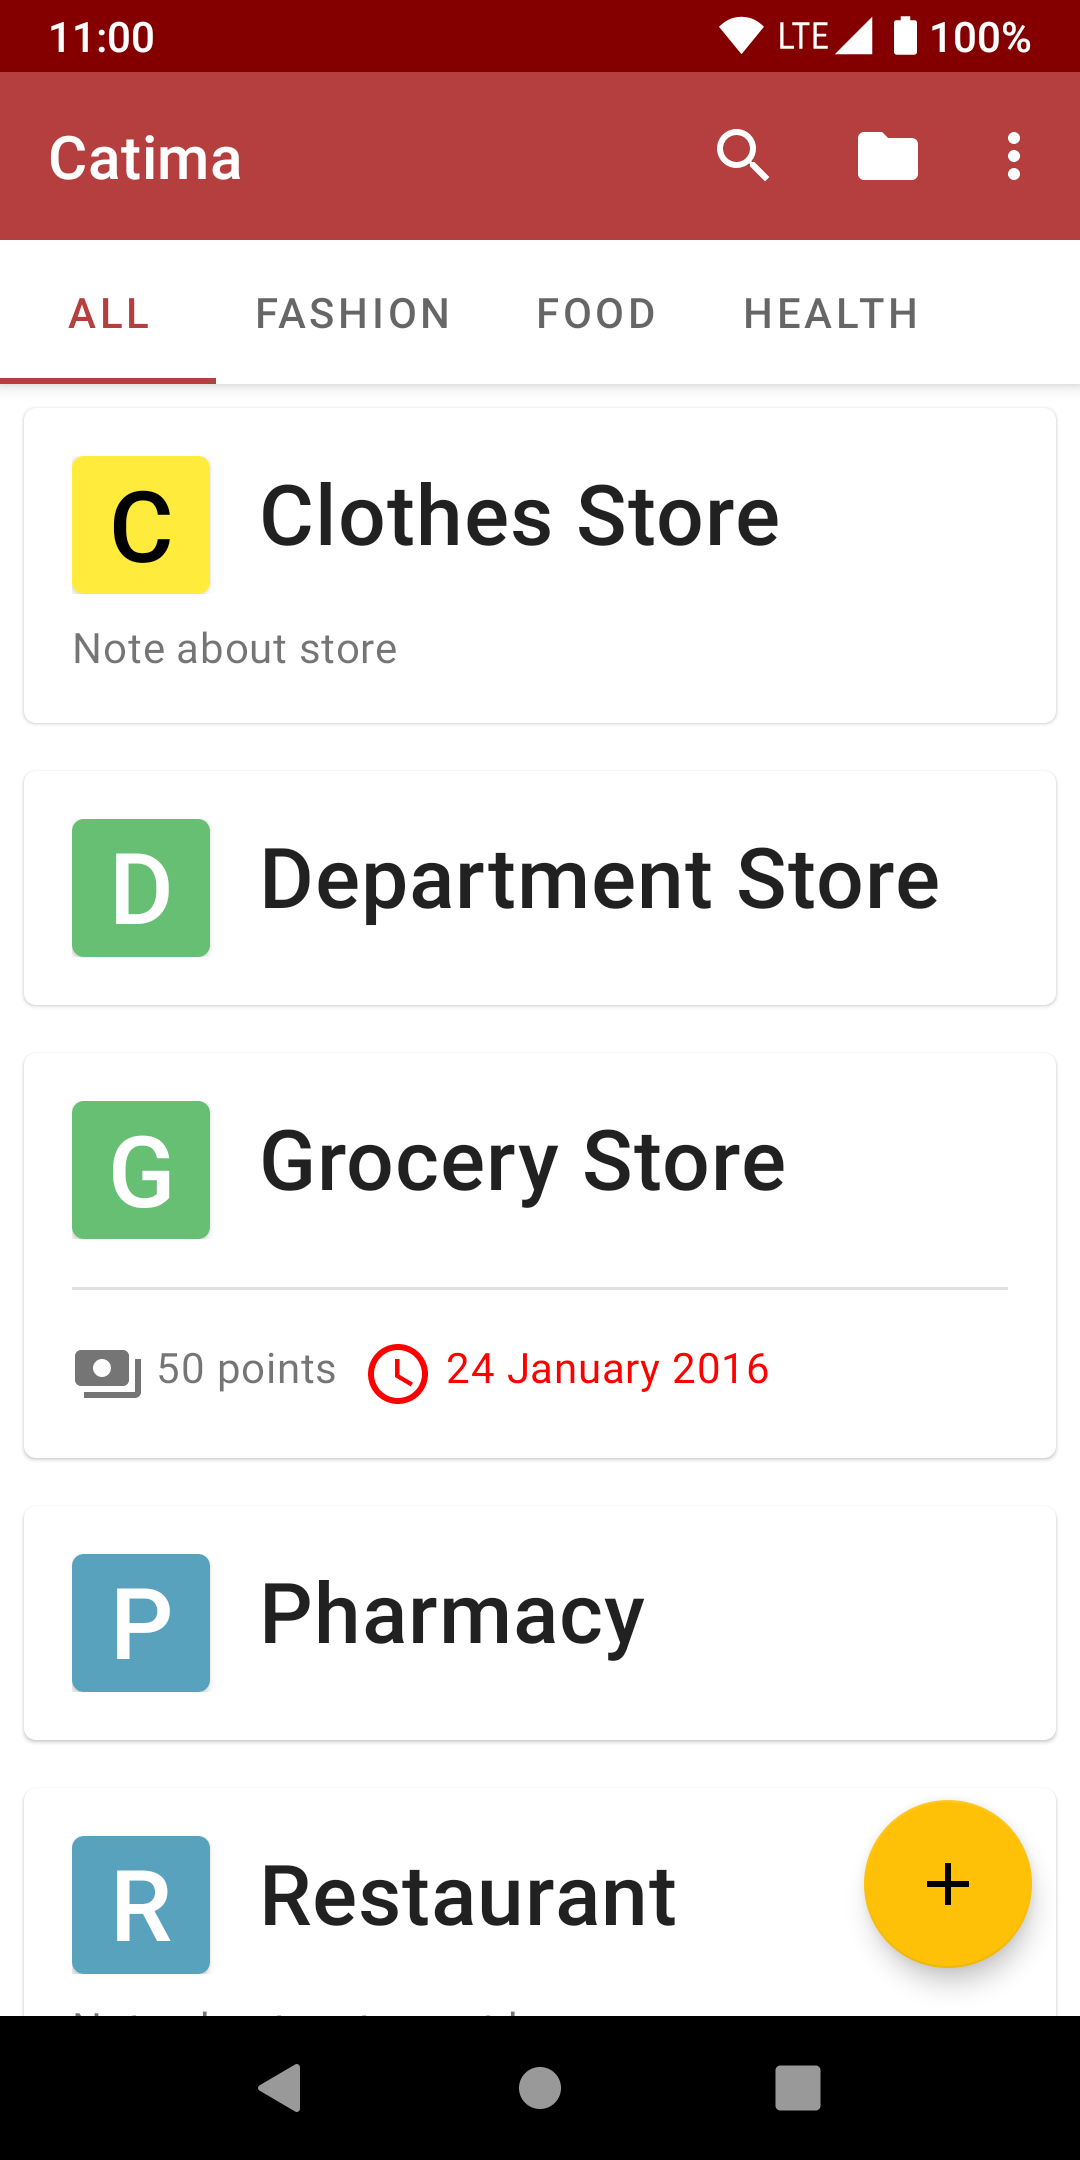 11:00 LTE 100%
Catima
ALL FASHION FOOD HEALTH
C Clothes Store
Note about store
D Department Store
G Grocery Store
50 points 24 January 2016
P Pharmacy
R Restaurant